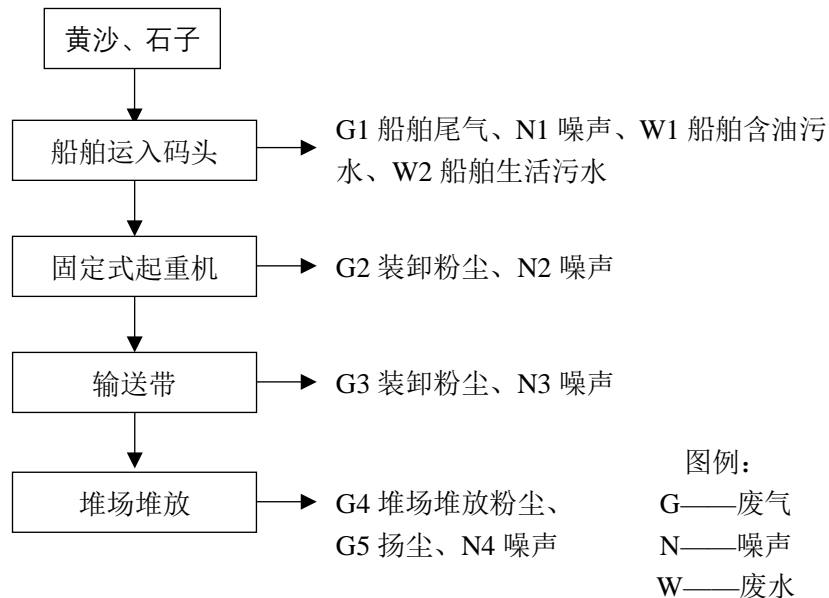 黄沙、石子
船舶运入码头
G1 船舶尾气、N1 噪声、W1 船舶含油污
水、W2 船舶生活污水
固定式起重机
G2 装卸粉尘、N2 噪声
输送带
G3 装卸粉尘、N3 噪声
堆场堆放
G4 堆场堆放粉尘、
G5 扬尘、N4 噪声
图例：
G——废气
N——噪声
W——废水